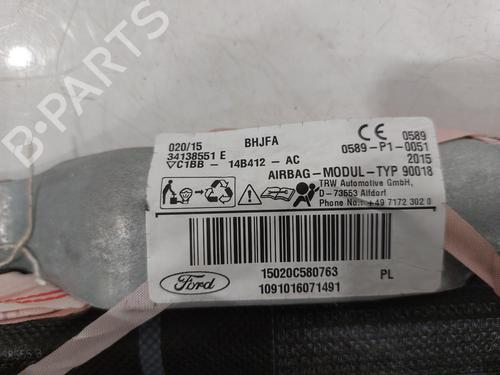 B-PARTS
020/15 BHJFA CE 0589
34138551 E 0589-P1-0051
C1BB - 14B412 - AC 2015
AIRBAG-MODUL-TYP 90018
TRW Automotive GmbH,
D-73553 Alfdorf
Phone No.: +49 7172 302 0
Ford 15020C580763 PL
1091016071491